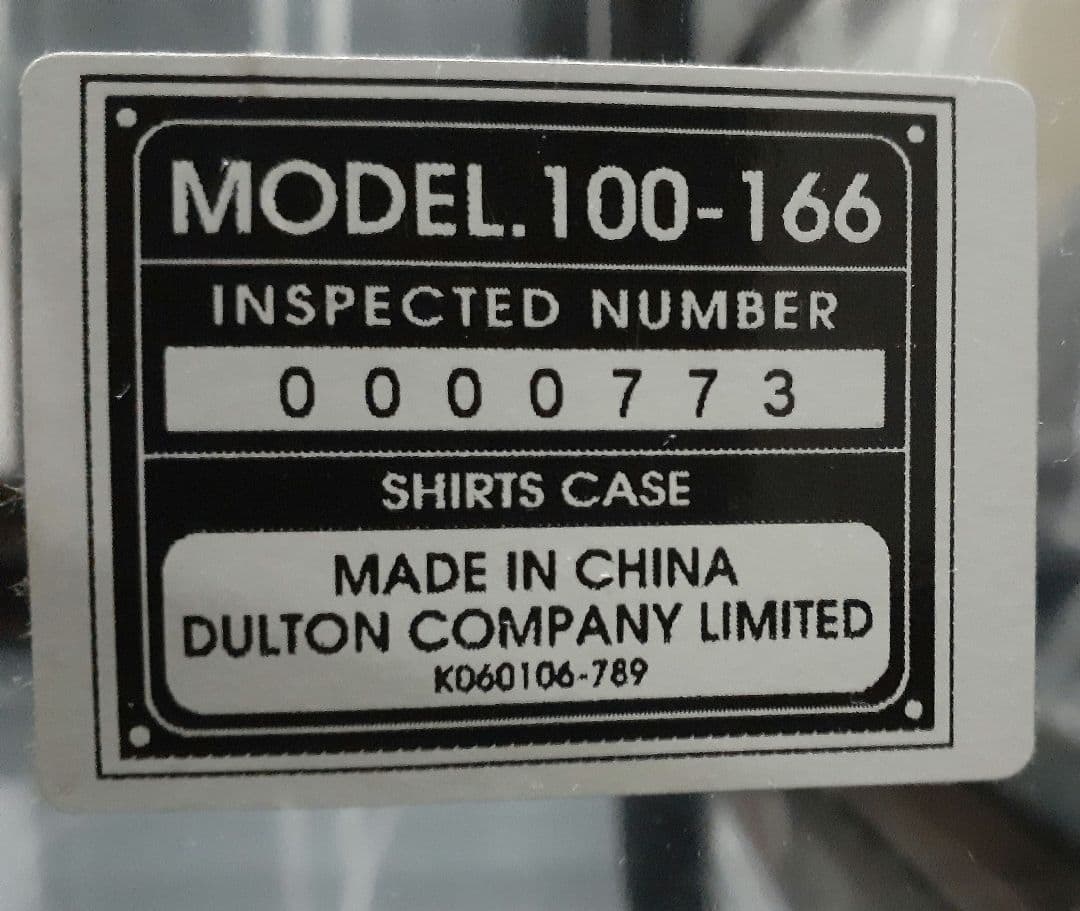 MODEL. 100-166
INSPECTED NUMBER
0 0 0 0 7 7 3
SHIRTS CASE
MADE IN CHINA
DULTON COMPANY LIMITED
K060106-789